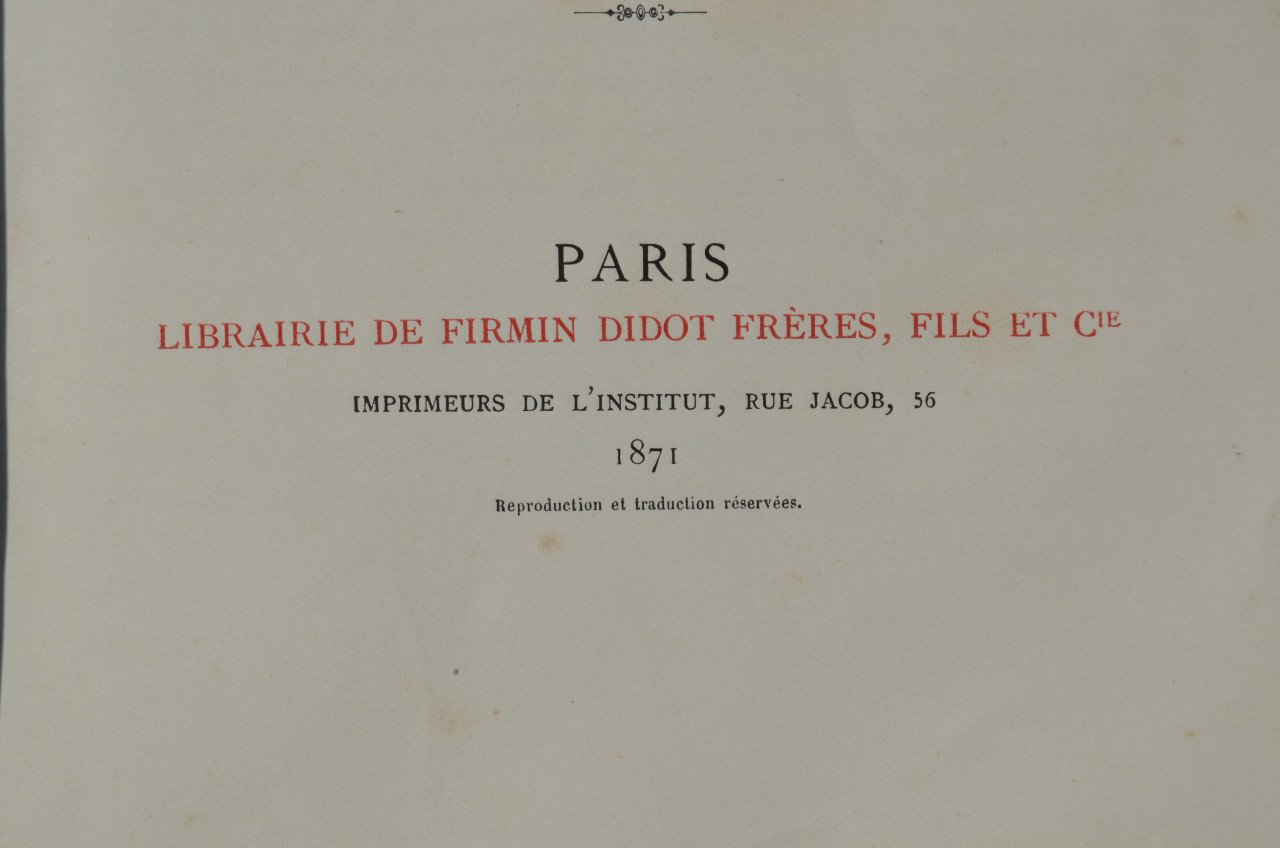 PARIS
LIBRAIRIE DE FIRMIN DIDOT FRÈRES, FILS ET CIE
IMPRIMEURS DE L'INSTITUT, RUE JACOB, 56
1871
Reproduction et traduction réservées.